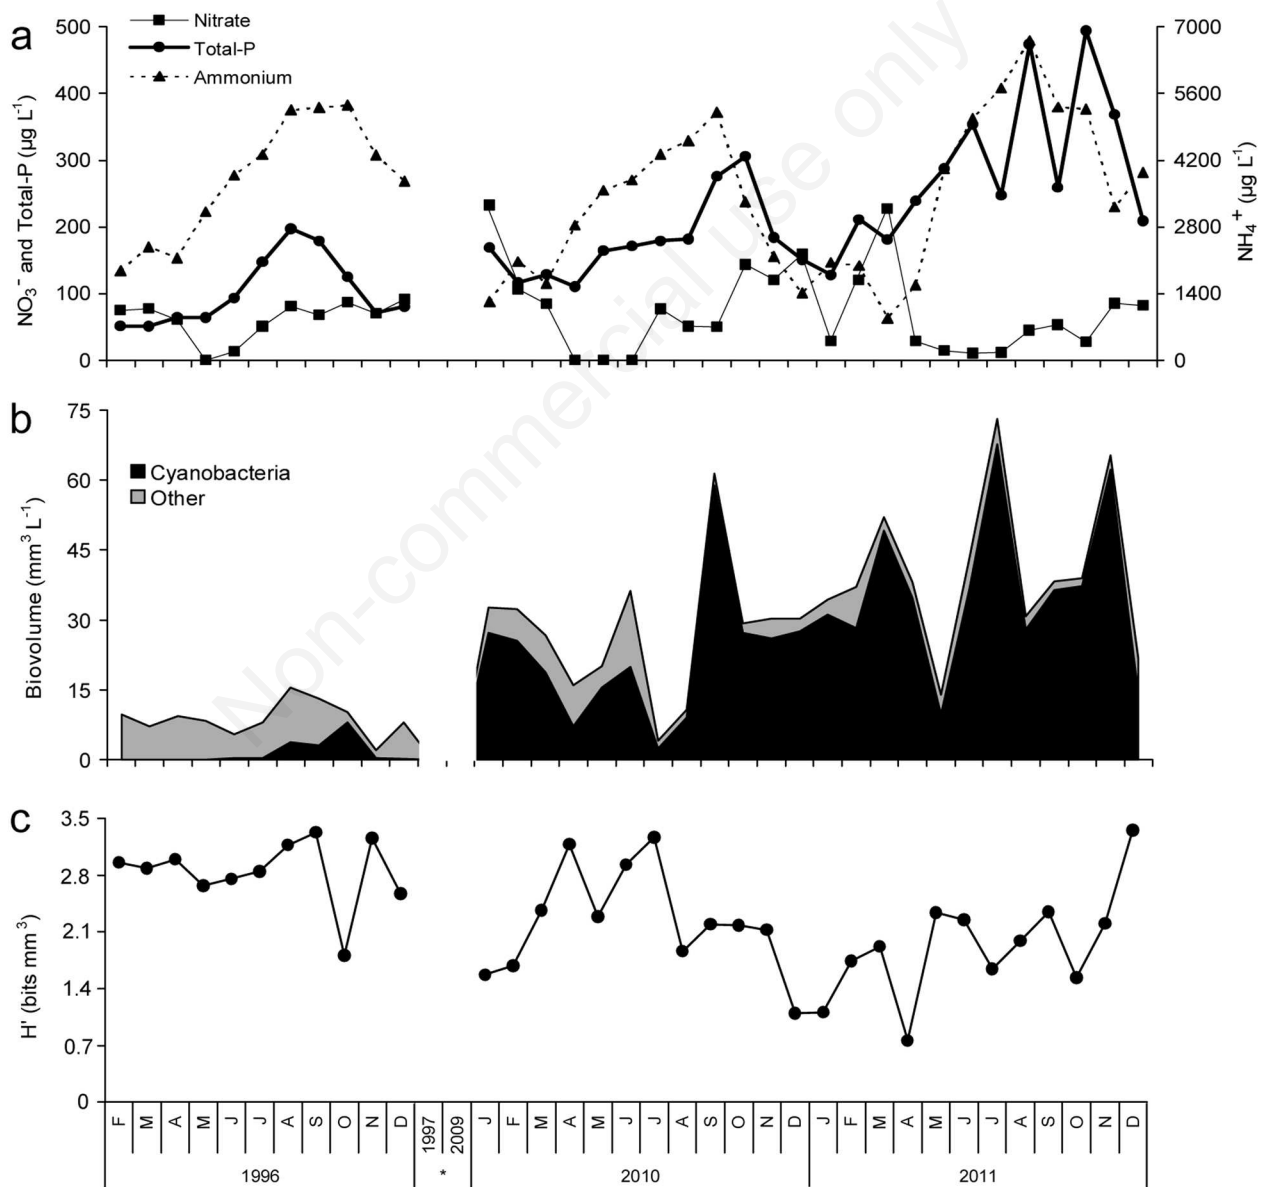 a
Nitrate
Total-P
Ammonium
500
400
300
200
100
0
NO₃⁻ and Total-P (µg L⁻¹)
7000
5600
4200
2800
1400
0
NH₄⁺ (µg L⁻¹)
Non-commercial use only
b
75
60
45
30
15
0
Biovolume (mm³ L⁻¹)
Cyanobacteria
Other
c
3.5
2.8
2.1
1.4
0.7
0
H' (bits mm⁻³)
F M A M J J A S O N D 1997 2009 J F M A M J J A S O N D J F M A M J J A S O N D
1996 * 2010 2011